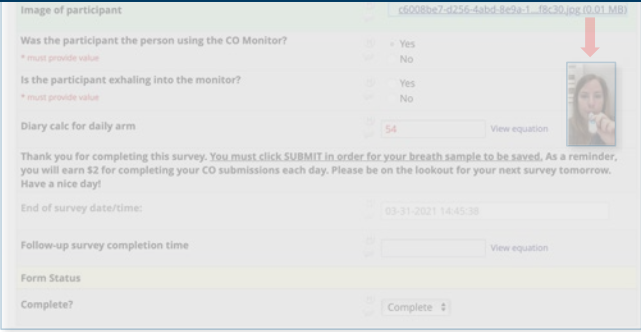 Image of participant
c6008be7-d256-4abd-8e9a-1...f8c30.jpg (0.01 MB)
Was the participant the person using the CO Monitor?
* must provide value
Yes
No
Is the participant exhaling into the monitor?
* must provide value
Yes
No
Diary calc for daily arm
54
View equation
Thank you for completing this survey. You must click SUBMIT in order for your breath sample to be saved. As a reminder,
you will earn $2 for completing your CO submissions each day. Please be on the lookout for your next survey tomorrow.
Have a nice day!
End of survey date/time:
03-31-2021 14:45:38
Follow-up survey completion time
View equation
Form Status
Complete?
Complete